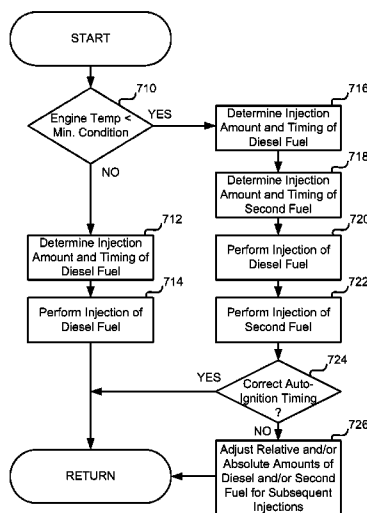 START
710
Engine Temp <
Min. Condition
YES
NO
716
Determine Injection
Amount and Timing of
Diesel Fuel
718
Determine Injection
Amount and Timing of
Second Fuel
712
Determine Injection
Amount and Timing of
Diesel Fuel
720
Perform Injection of
Diesel Fuel
714
Perform Injection of
Diesel Fuel
722
Perform Injection of
Second Fuel
724
Correct Auto-
Ignition Timing
?
YES
NO
726
Adjust Relative and/or
Absolute Amounts of
Diesel and/or Second
Fuel for Subsequent
Injections
RETURN